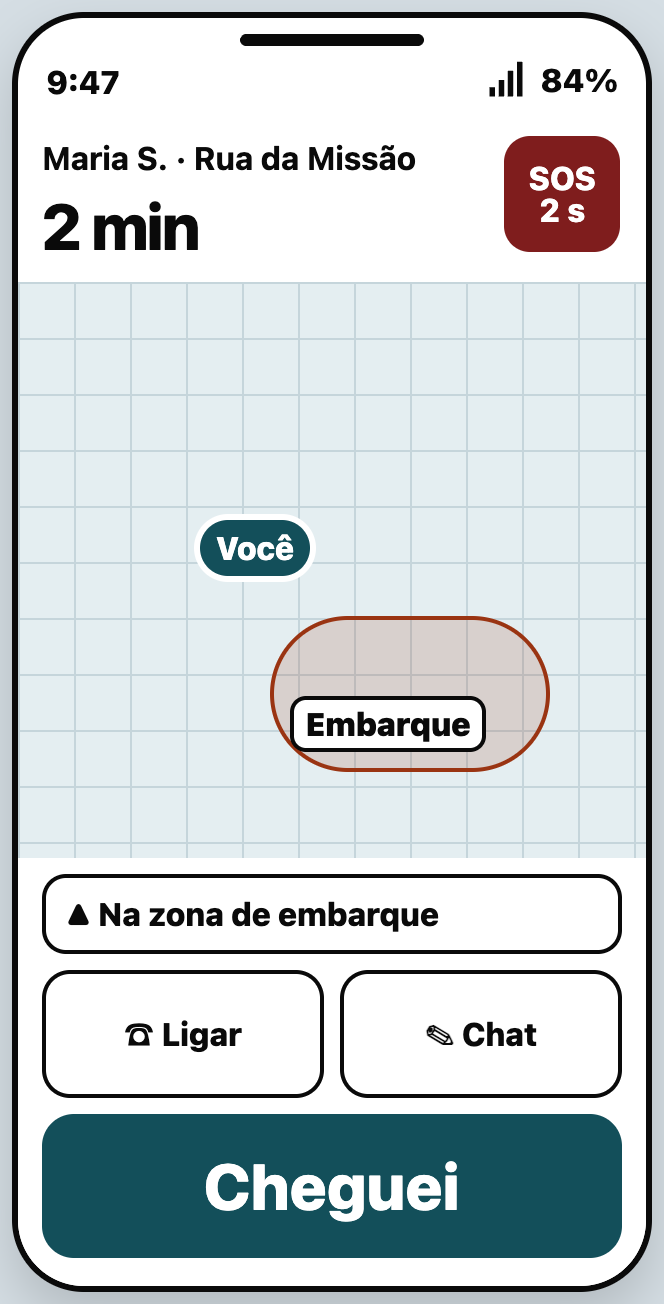 9:47
84%
Maria S. · Rua da Missão
2 min
SOS
2 s
Você
Embarque
▲ Na zona de embarque
☎ Ligar
✎ Chat
Cheguei